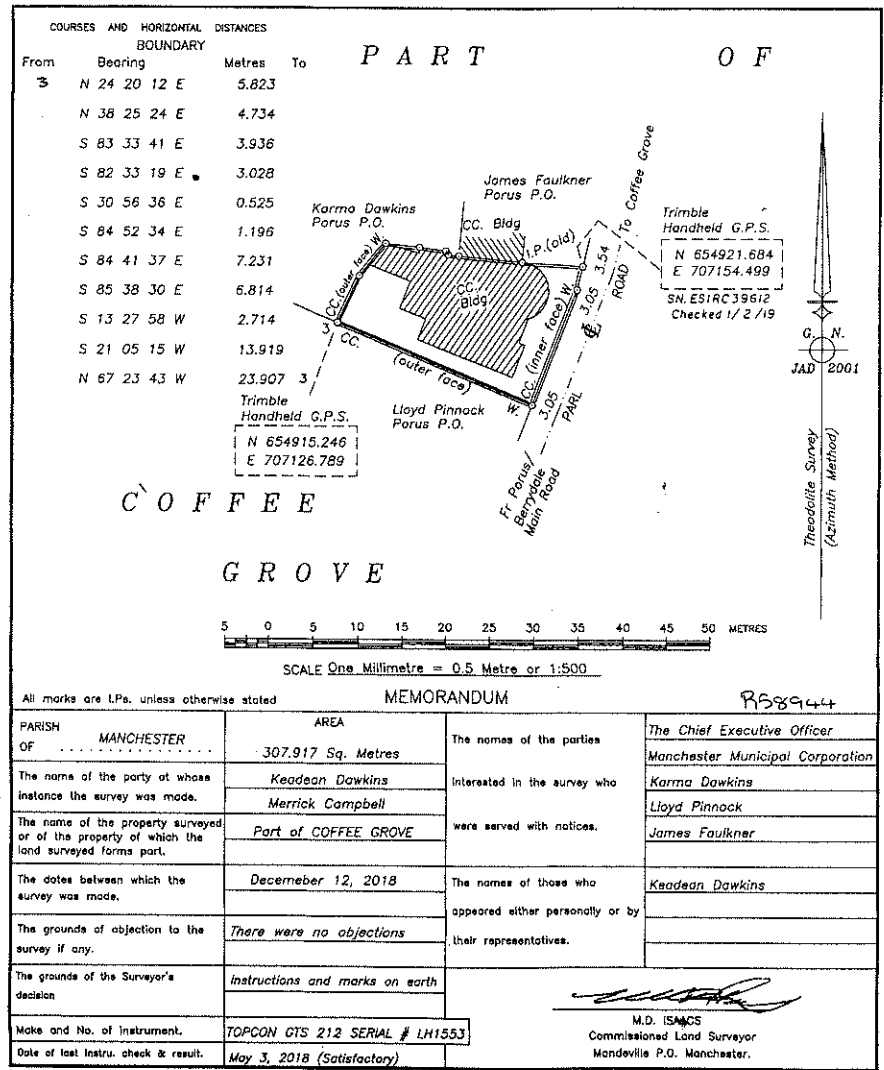 COURSES AND HORIZONTAL DISTANCES
BOUNDARY
From Bearing Metres To
3 N 24 20 12 E 5.823
N 38 25 24 E 4.734
S 83 33 41 E 3.936
S 82 33 19 E 3.028
S 30 56 36 E 0.525
S 84 52 34 E 1.196
S 84 41 37 E 7.231
S 85 38 30 E 6.814
S 13 27 58 W 2.714
S 21 05 15 W 13.919
N 67 23 43 W 23.907 3
PART OF
To Coffee Grove
James Faulkner
Porus P.O.
Karma Dawkins
Porus P.O.
CC. Bldg
I.P.(old)
CC.(outer face) W.
CC.
Bldg
CC. (inner face) W.
3.05 3.54
ROAD
3.05 PARL
3
CC.
(outer face)
W.
Lloyd Pinnock
Porus P.O.
Trimble
Handheld G.P.S.
N 654921.684
E 707154.499
SN. ES1RC39612
Checked 1/2/19
Trimble
Handheld G.P.S.
N 654915.246
E 707126.789
Fr Porus/
Berrydale
Main Road
G. N.
JAD 2001
Theodolite Survey
(Azimuth Method)
COFFEE
GROVE
5 0 5 10 15 20 25 30 35 40 45 50 METRES
SCALE One Millimetre = 0.5 Metre or 1:500
All marks are I.Ps. unless otherwise stated
MEMORANDUM
R58944
PARISH
OF MANCHESTER
AREA
307.917 Sq. Metres
The name of the party at whose
instance the survey was made.
Keadean Dawkins
Merrick Campbell
The name of the property surveyed
or of the property of which the
land surveyed forms part.
Part of COFFEE GROVE
The dates between which the
survey was made.
Decemeber 12, 2018
The grounds of objection to the
survey if any.
There were no objections
The grounds of the Surveyor's
decision
instructions and marks on earth
Make and No. of Instrument.
TOPCON GTS 212 SERIAL # LH1553
Date of last Instru. check & result.
May 3, 2018 (Satisfactory)
The names of the parties
interested in the survey who
were served with notices.
The Chief Executive Officer
Manchester Municipal Corporation
Karma Dawkins
Lloyd Pinnock
James Faulkner
The names of those who
appeared either personally or by
their representatives.
Keadean Dawkins
M.D. ISAACS
Commissioned Land Surveyor
Mandeville P.O. Manchester.